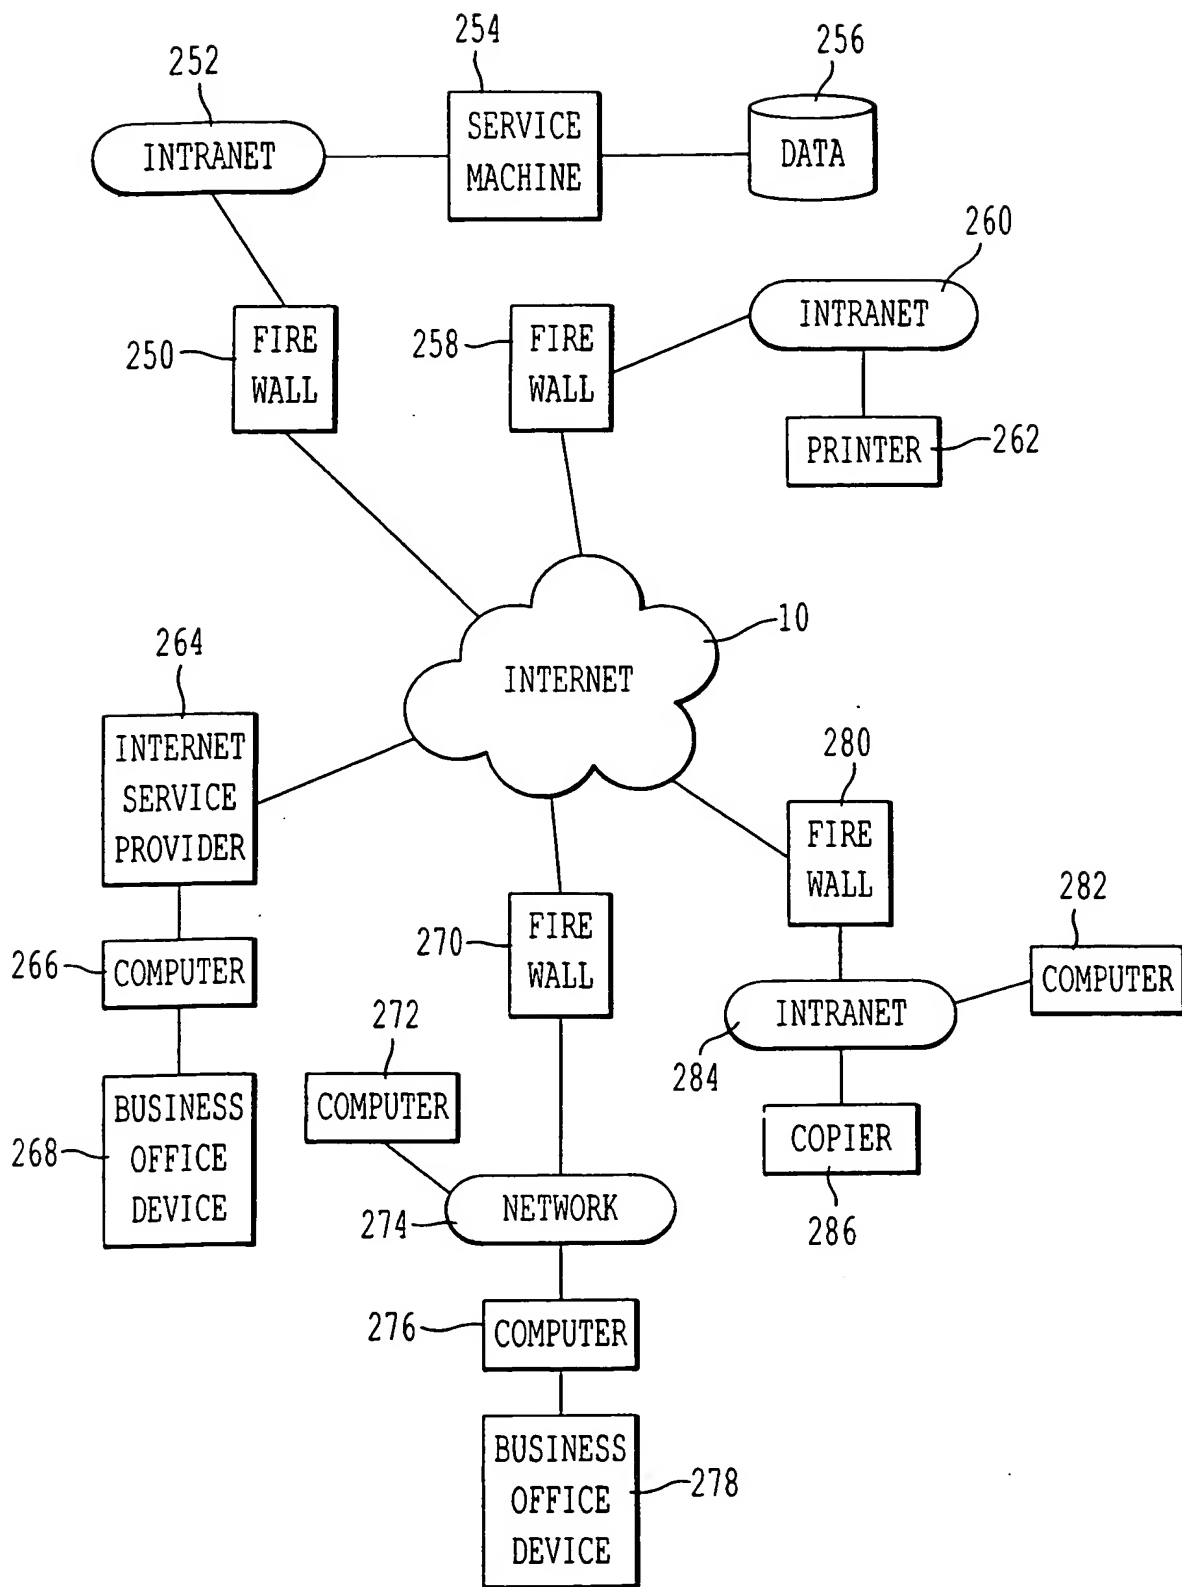 254
256
252
SERVICE
MACHINE
DATA
INTRANET
260
INTRANET
FIRE
WALL
250
FIRE
WALL
258
PRINTER
262
10
INTERNET
264
INTERNET
SERVICE
PROVIDER
280
FIRE
WALL
282
270
FIRE
WALL
266
COMPUTER
COMPUTER
INTRANET
284
272
COMPUTER
BUSINESS
OFFICE
DEVICE
268
COPIER
286
NETWORK
274
276
COMPUTER
BUSINESS
OFFICE
DEVICE
278